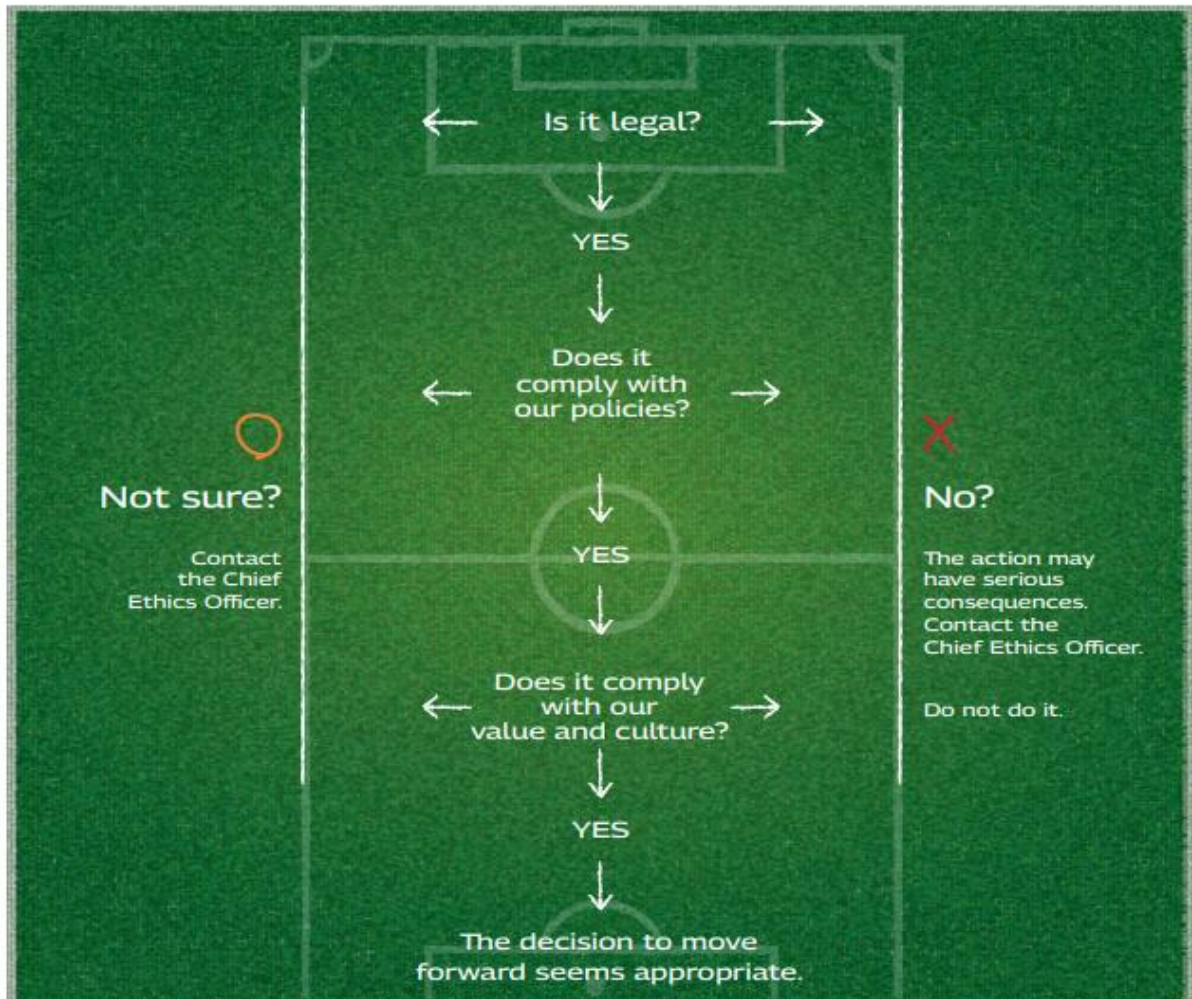 Is it legal?
YES
Does it
comply with
our policies?
Not sure?
Contact
the Chief
Ethics Officer.
No?
The action may
have serious
consequences.
Contact the
Chief Ethics Officer.
Do not do it.
YES
Does it comply
with our
value and culture?
YES
The decision to move
forward seems appropriate.